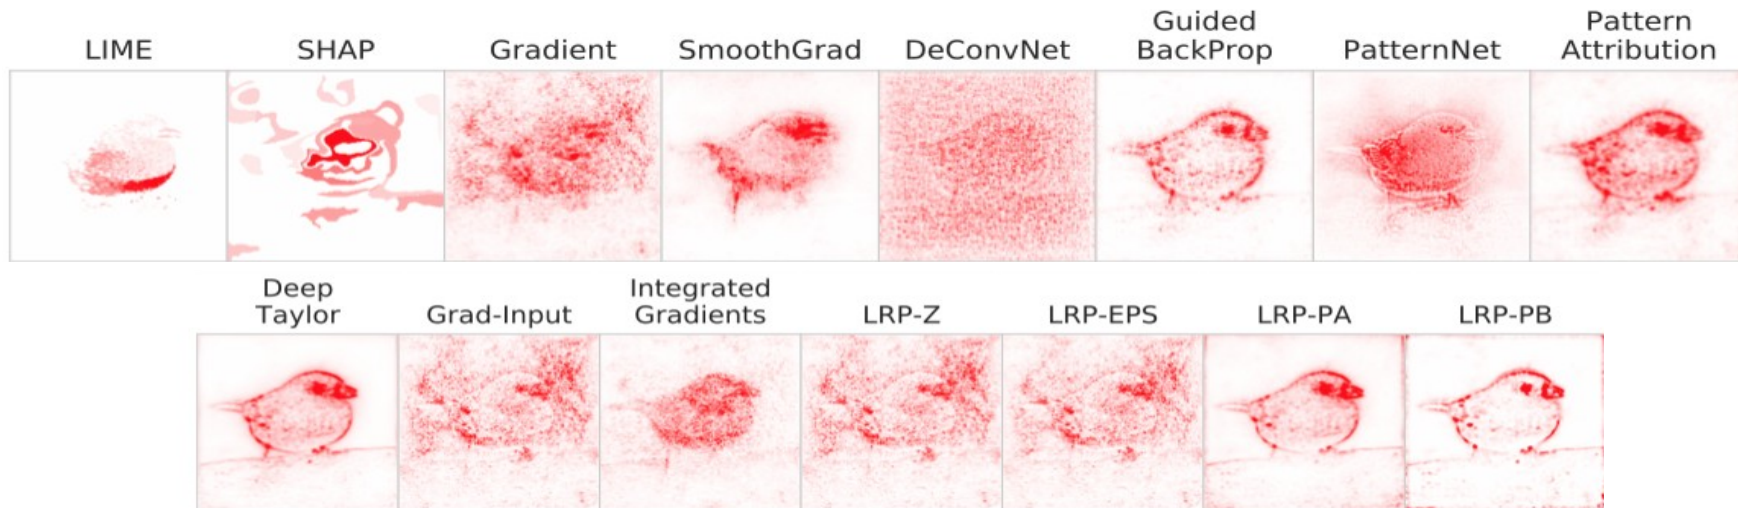 LIME
SHAP
Gradient
SmoothGrad
DeConvNet
Guided
BackProp
PatternNet
Pattern
Attribution
Deep
Taylor
Grad-Input
Integrated
Gradients
LRP-Z
LRP-EPS
LRP-PA
LRP-PB